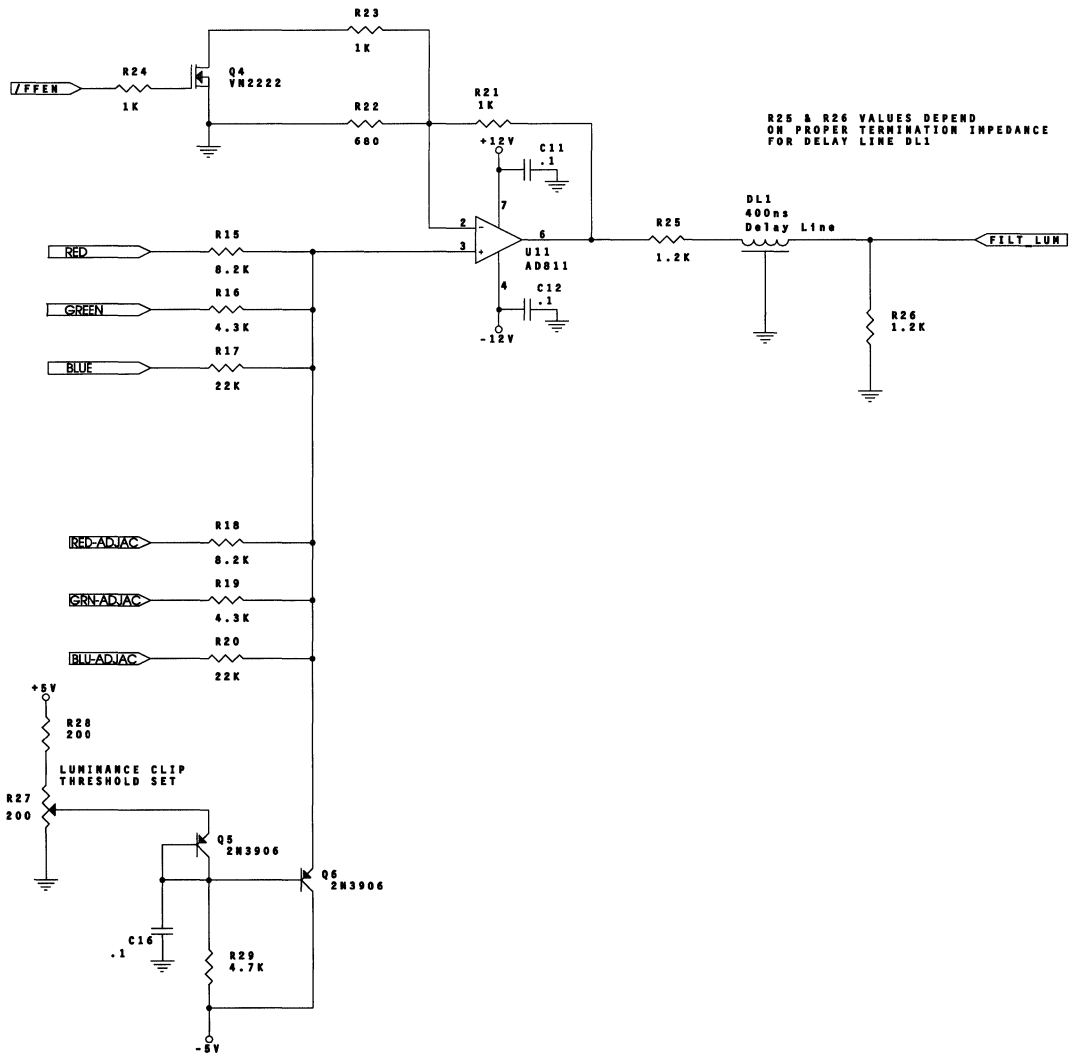 R23
1K
/FFEN
R24
1K
Q4
VN2222
R22
680
R21
1K
+12V
C11
.1
7
2
-
3
+
6
U11
AD811
4
C12
.1
-12V
R25 & R26 VALUES DEPEND
ON PROPER TERMINATION IMPEDANCE
FOR DELAY LINE DL1
DL1
400ns
Delay Line
R25
1.2K
FILT_LUM
R26
1.2K
RED
R15
8.2K
GREEN
R16
4.3K
BLUE
R17
22K
RED-ADJAC
R18
8.2K
GRN-ADJAC
R19
4.3K
BLU-ADJAC
R20
22K
+5V
R28
200
LUMINANCE CLIP
THRESHOLD SET
R27
200
Q5
2N3906
Q6
2N3906
C16
.1
R29
4.7K
-5V